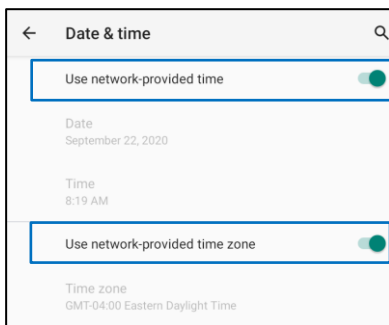 Date & time
Use network-provided time
Date
September 22, 2020
Time
8:19 AM
Use network-provided time zone
Time zone
GMT-04:00 Eastern Daylight Time